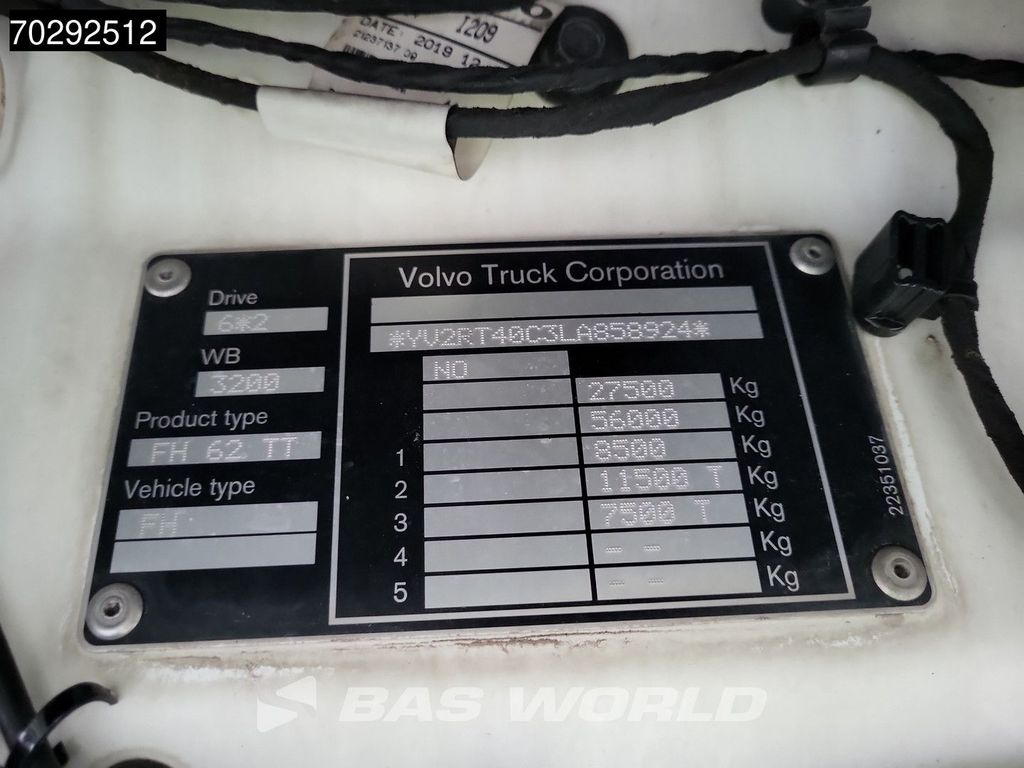 70292512
1209
DATE: 2019 12
Volvo Truck Corporation
*YV2RT40C3LA858924*
NO
27500 Kg
56000 Kg
1 8500 Kg
2 11500 T Kg
3 7500 T Kg
4 -- -- Kg
5 -- -- Kg
Drive
6*2
WB
3200
Product type
FH 62 TT
Vehicle type
FH
22351037
BAS WORLD